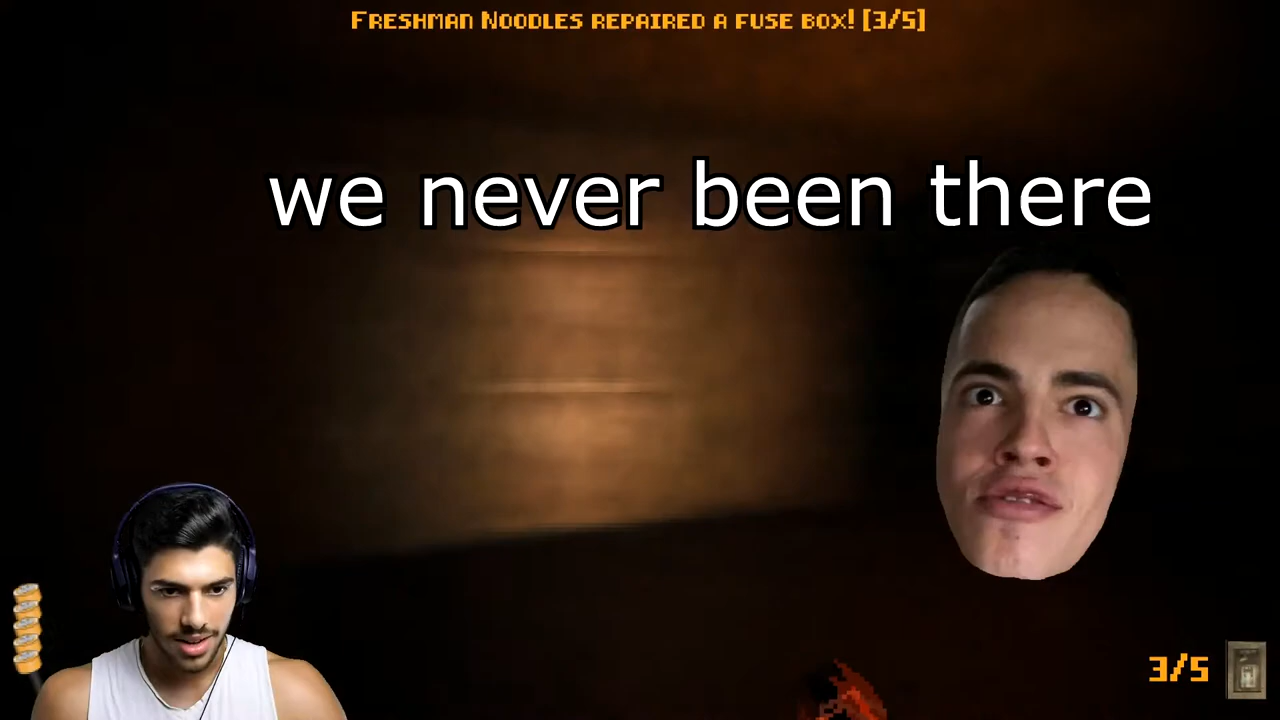 FRESHMAN NOODLES REPAIRED A FUSE BOX! [3/5]
we never been there
3/5